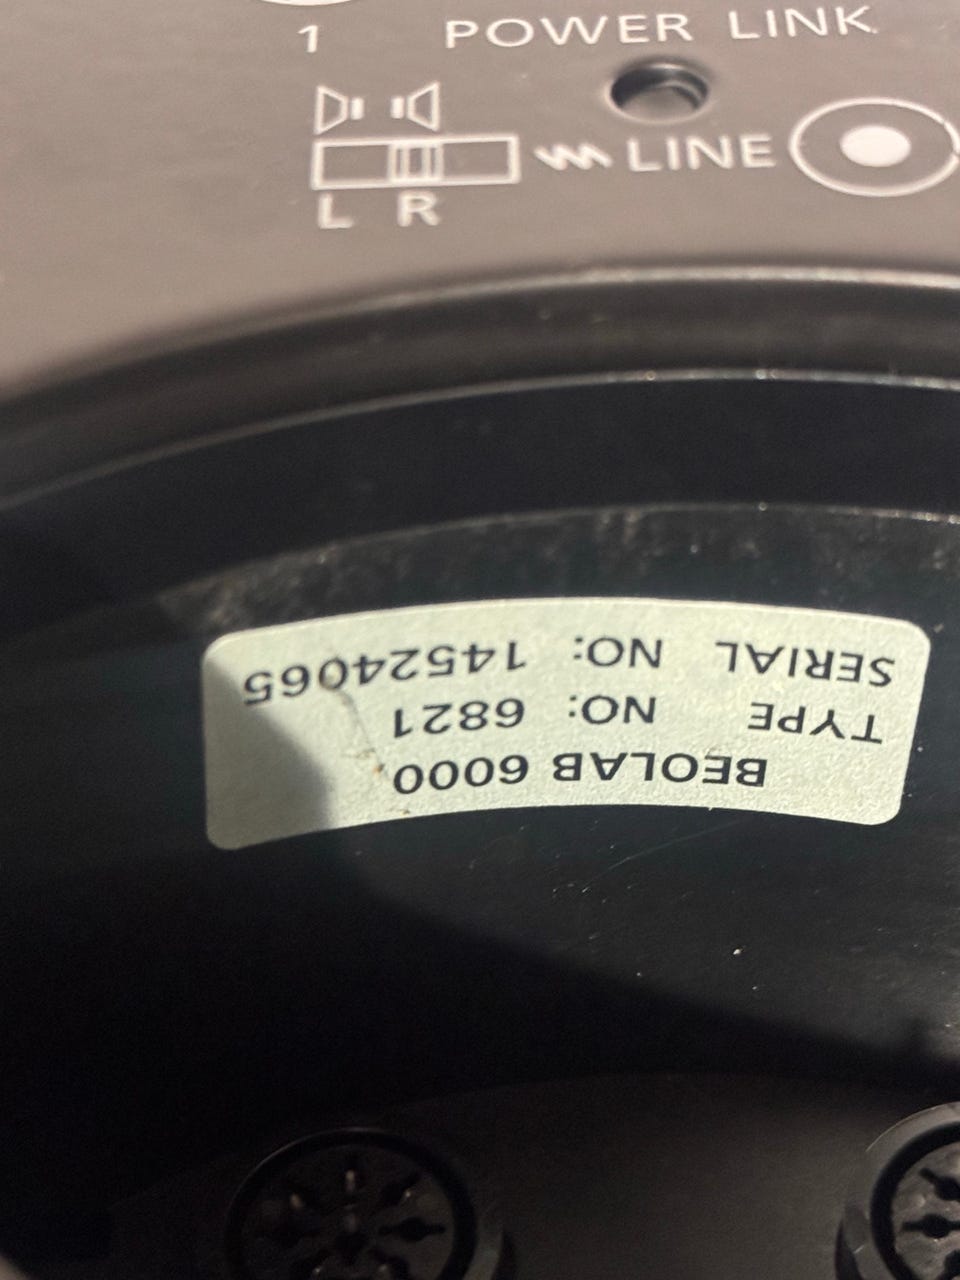 1 POWER LINK
LINE
L R
BEOLAB 6000
TYPE NO: 6821
SERIAL NO: 14524065